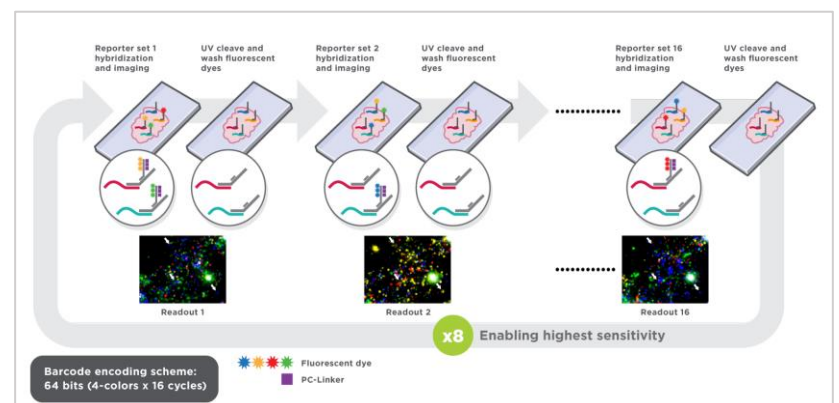 Reporter set 1
hybridization
and imaging
UV cleave and
wash fluorescent
dyes
Reporter set 2
hybridization
and imaging
UV cleave and
wash fluorescent
dyes
Reporter set 16
hybridization
and imaging
UV cleave and
wash fluorescent
dyes
Readout 1
Readout 2
Readout 16
x8
Enabling highest sensitivity
Barcode encoding scheme:
64 bits (4-colors x 16 cycles)
Fluorescent dye
PC-Linker